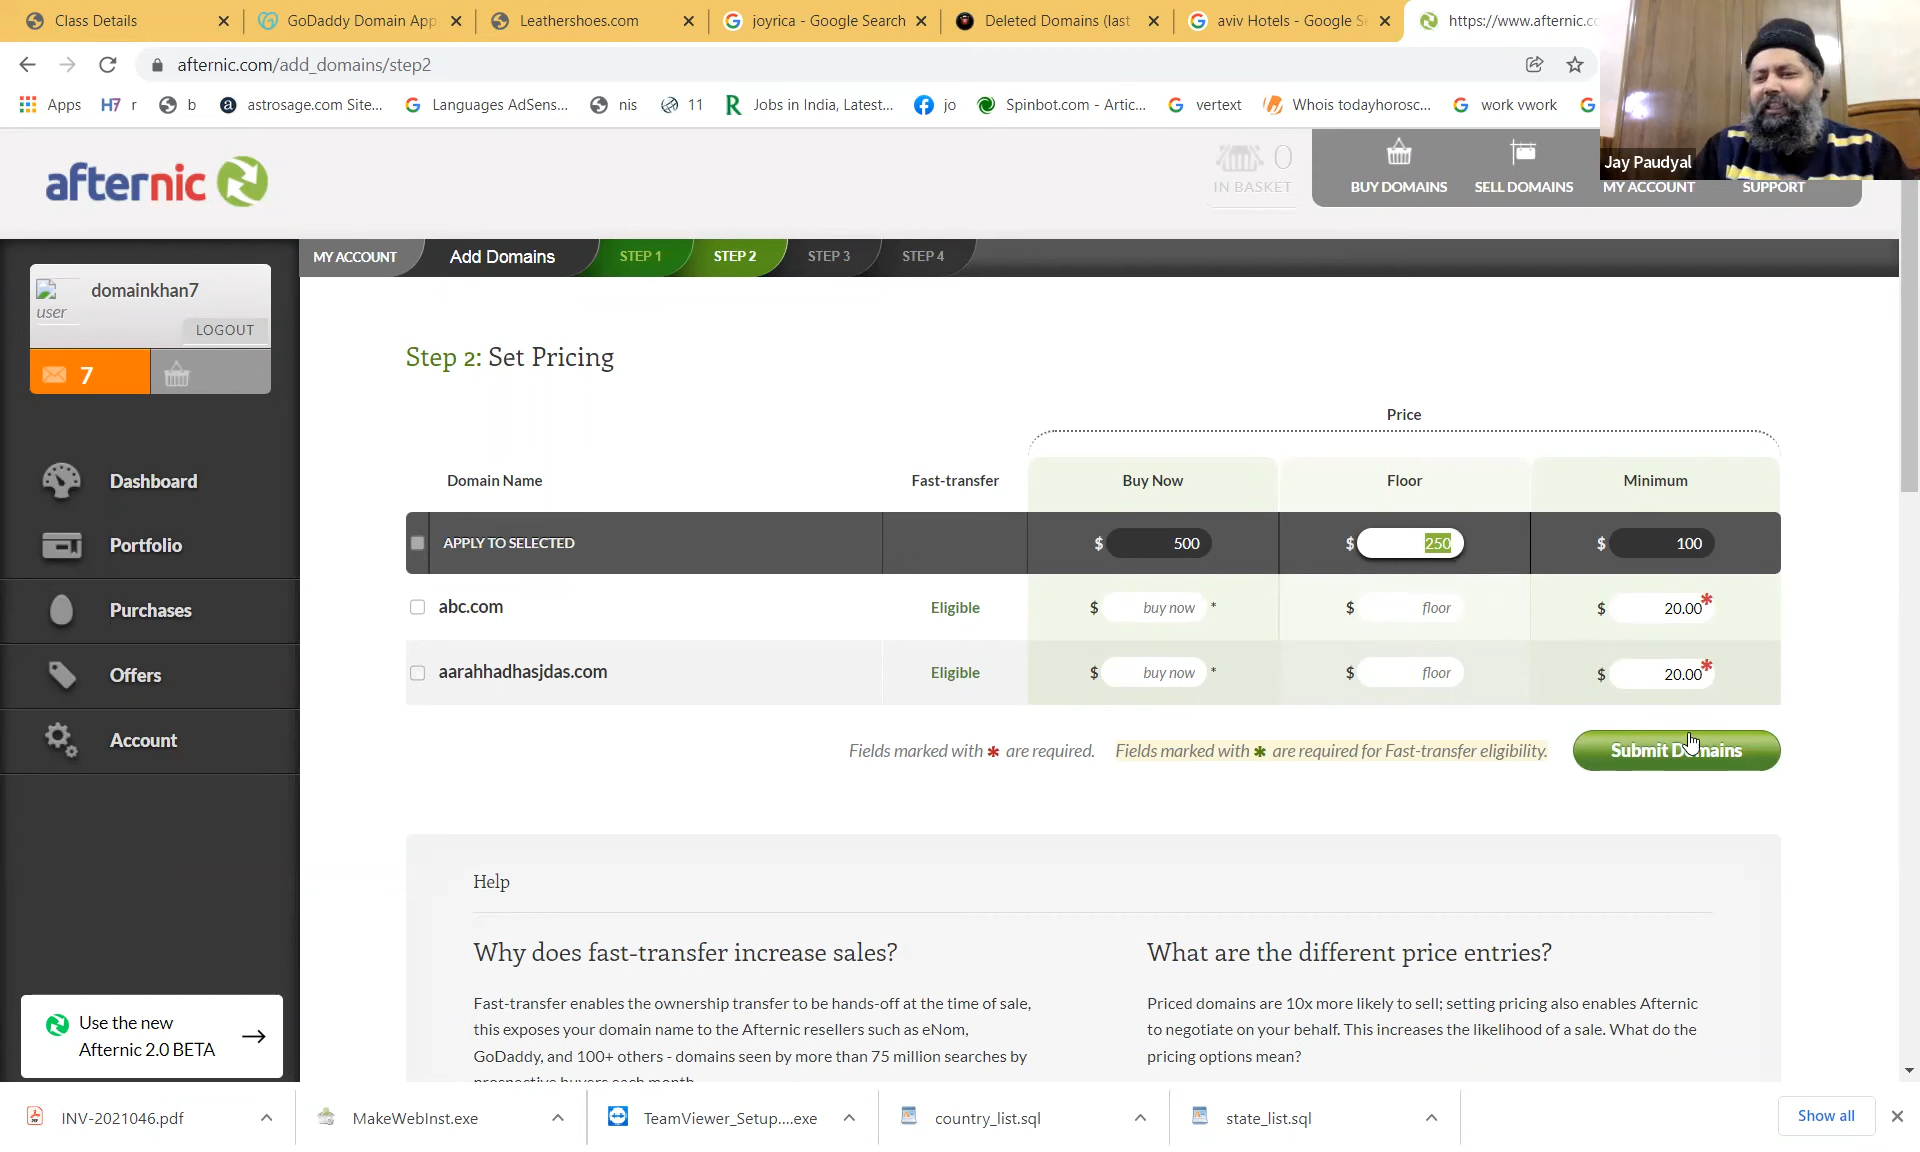 Class Details
GoDaddy Domain App
Leathershoes.com
joyrica - Google Search
Deleted Domains (last
aviv Hotels - Google Se
https://www.afternic.co
afternic.com/add_domains/step2
Apps
H7 r
b
astrosage.com Site...
Languages AdSens...
nis
11
Jobs in India, Latest...
jo
Spinbot.com - Artic...
vertext
Whois todayhorosc...
work vwork
Jay Paudyal
afternic
0
IN BASKET
BUY DOMAINS
SELL DOMAINS
MY ACCOUNT
SUPPORT
MY ACCOUNT
Add Domains
STEP 1
STEP 2
STEP 3
STEP 4
user
domainkhan7
LOGOUT
7
Dashboard
Portfolio
Purchases
Offers
Account
Use the new
Afternic 2.0 BETA
Step 2: Set Pricing
Price
Domain Name Fast-transfer Buy Now Floor Minimum
APPLY TO SELECTED $ 500 $ 250 $ 100
abc.com Eligible $ buy now * $ floor $ 20.00*
aarahhadhasjdas.com Eligible $ buy now * $ floor $ 20.00*
Fields marked with * are required. Fields marked with * are required for Fast-transfer eligibility.
Submit Domains
Help
Why does fast-transfer increase sales?
Fast-transfer enables the ownership transfer to be hands-off at the time of sale,
this exposes your domain name to the Afternic resellers such as eNom,
GoDaddy, and 100+ others - domains seen by more than 75 million searches by
prospective buyers each month.
What are the different price entries?
Priced domains are 10x more likely to sell; setting pricing also enables Afternic
to negotiate on your behalf. This increases the likelihood of a sale. What do the
pricing options mean?
INV-2021046.pdf
MakeWebInst.exe
TeamViewer_Setup....exe
country_list.sql
state_list.sql
Show all